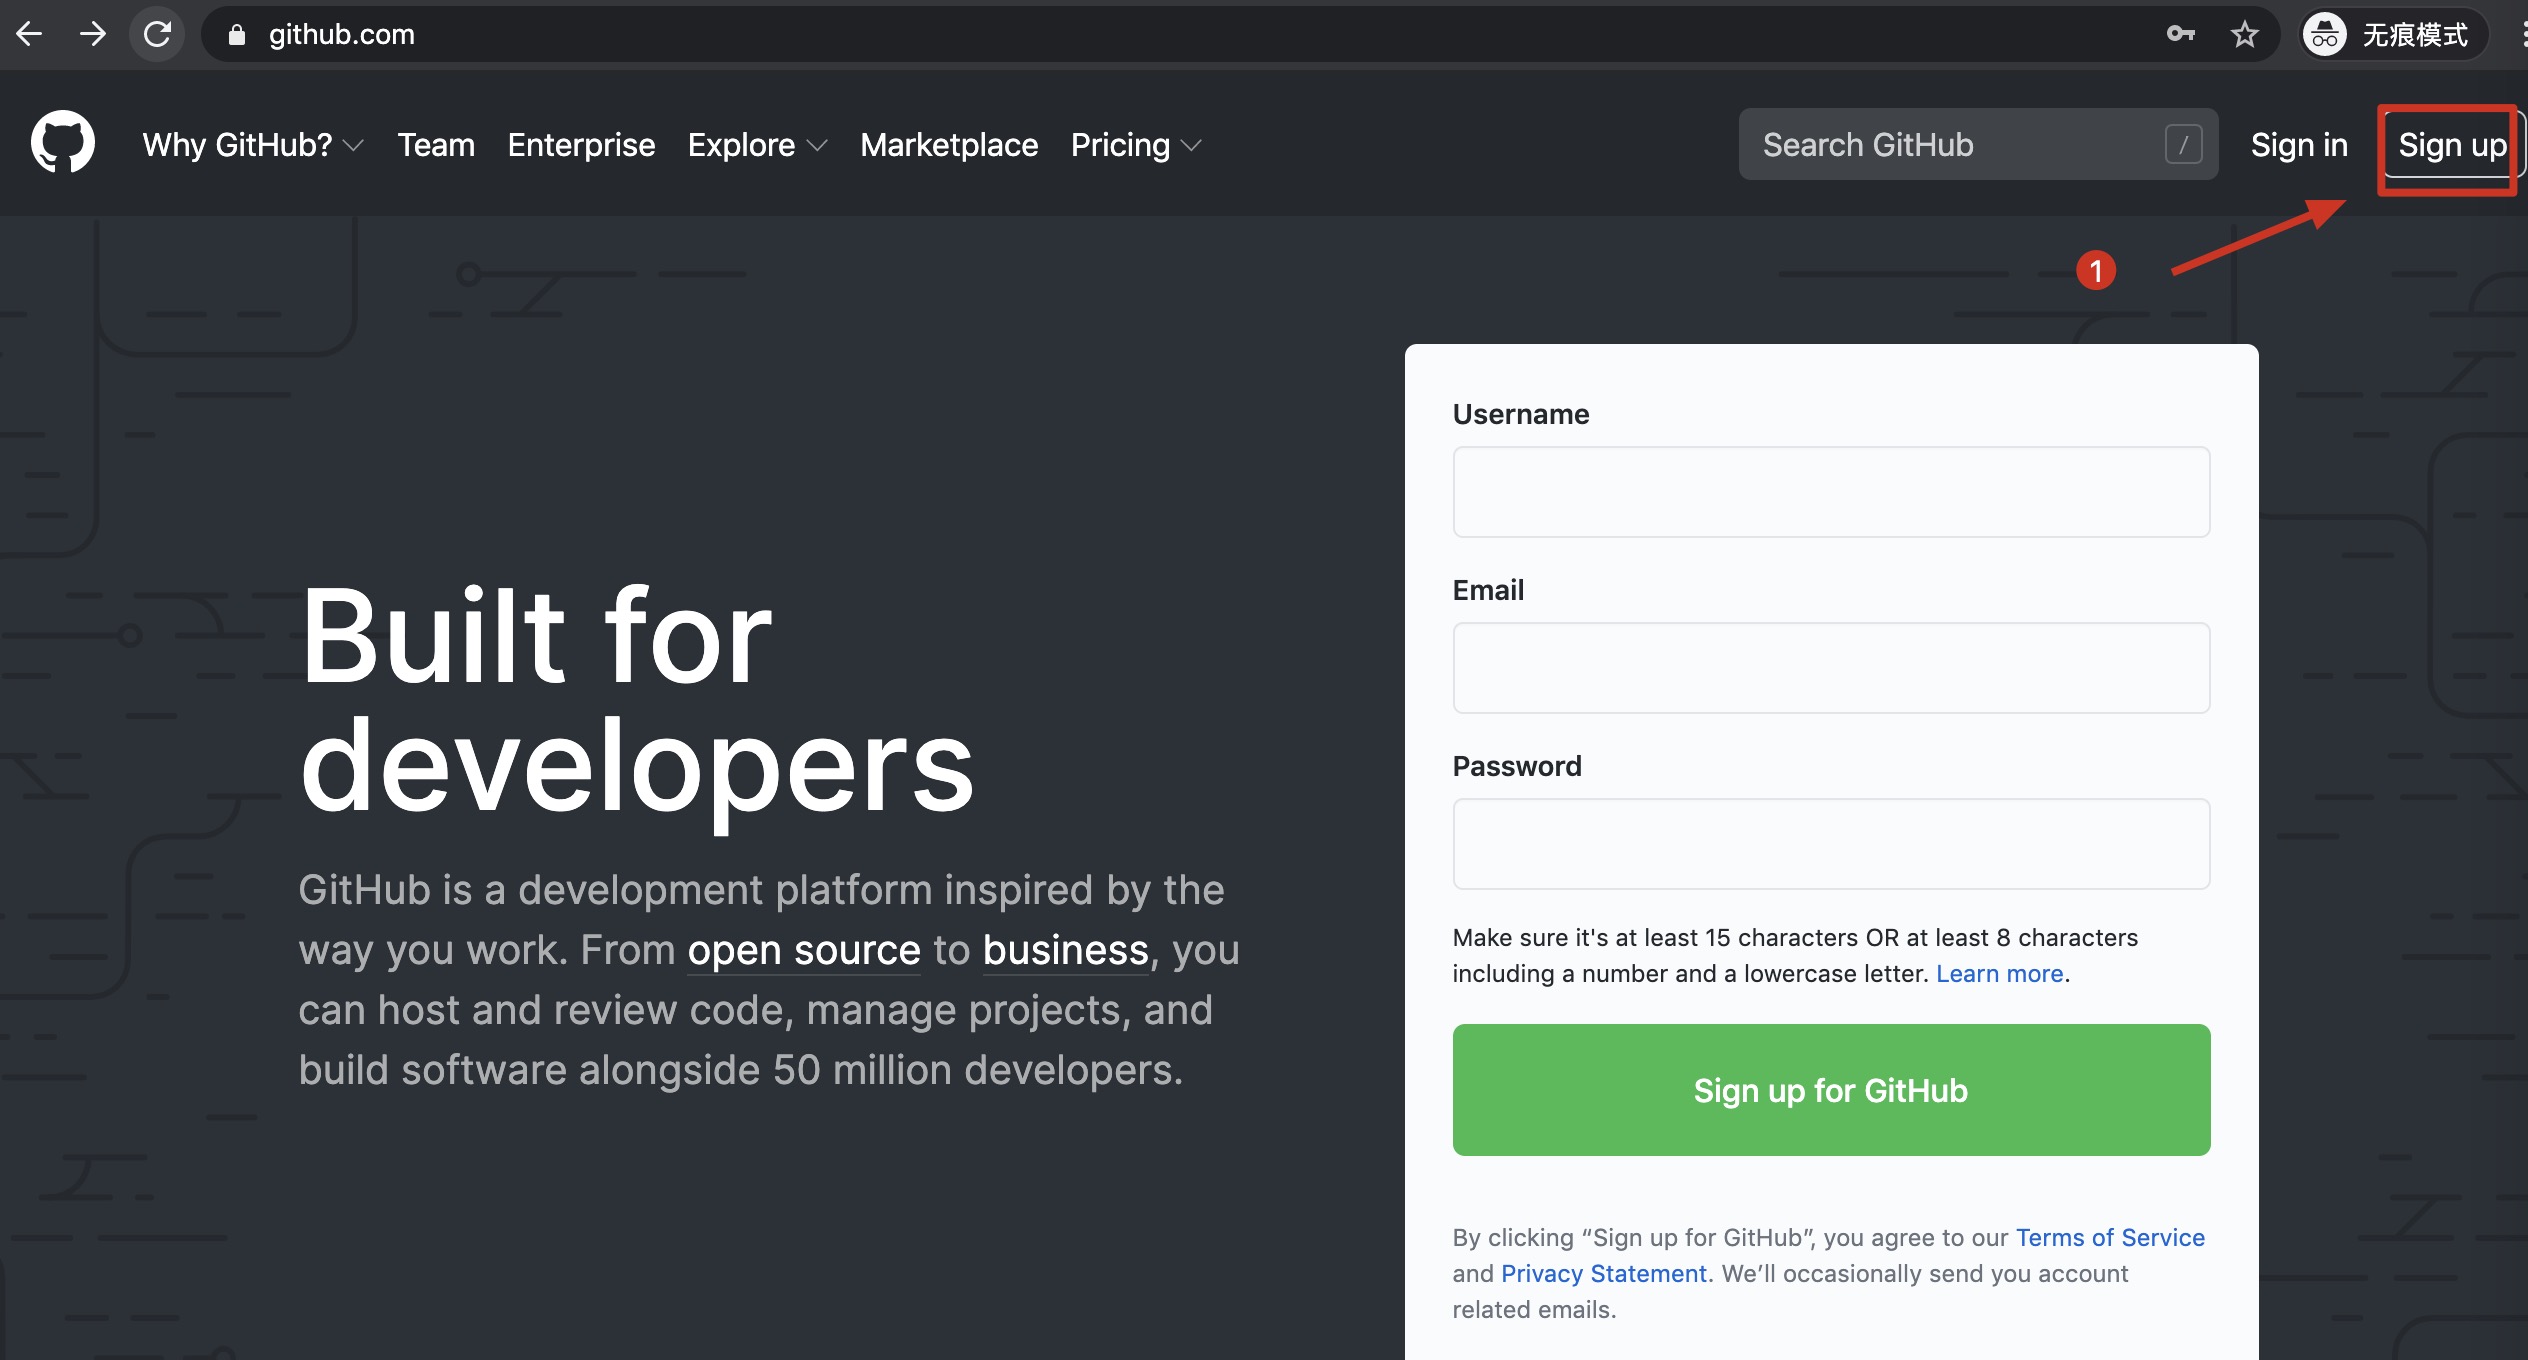 github.com
无痕模式
Why GitHub? Team Enterprise Explore Marketplace Pricing
Search GitHub /
Sign in
Sign up
1
Built for
developers
GitHub is a development platform inspired by the
way you work. From open source to business, you
can host and review code, manage projects, and
build software alongside 50 million developers.
Username
Email
Password
Make sure it's at least 15 characters OR at least 8 characters
including a number and a lowercase letter. Learn more.
Sign up for GitHub
By clicking “Sign up for GitHub”, you agree to our Terms of Service
and Privacy Statement. We’ll occasionally send you account
related emails.